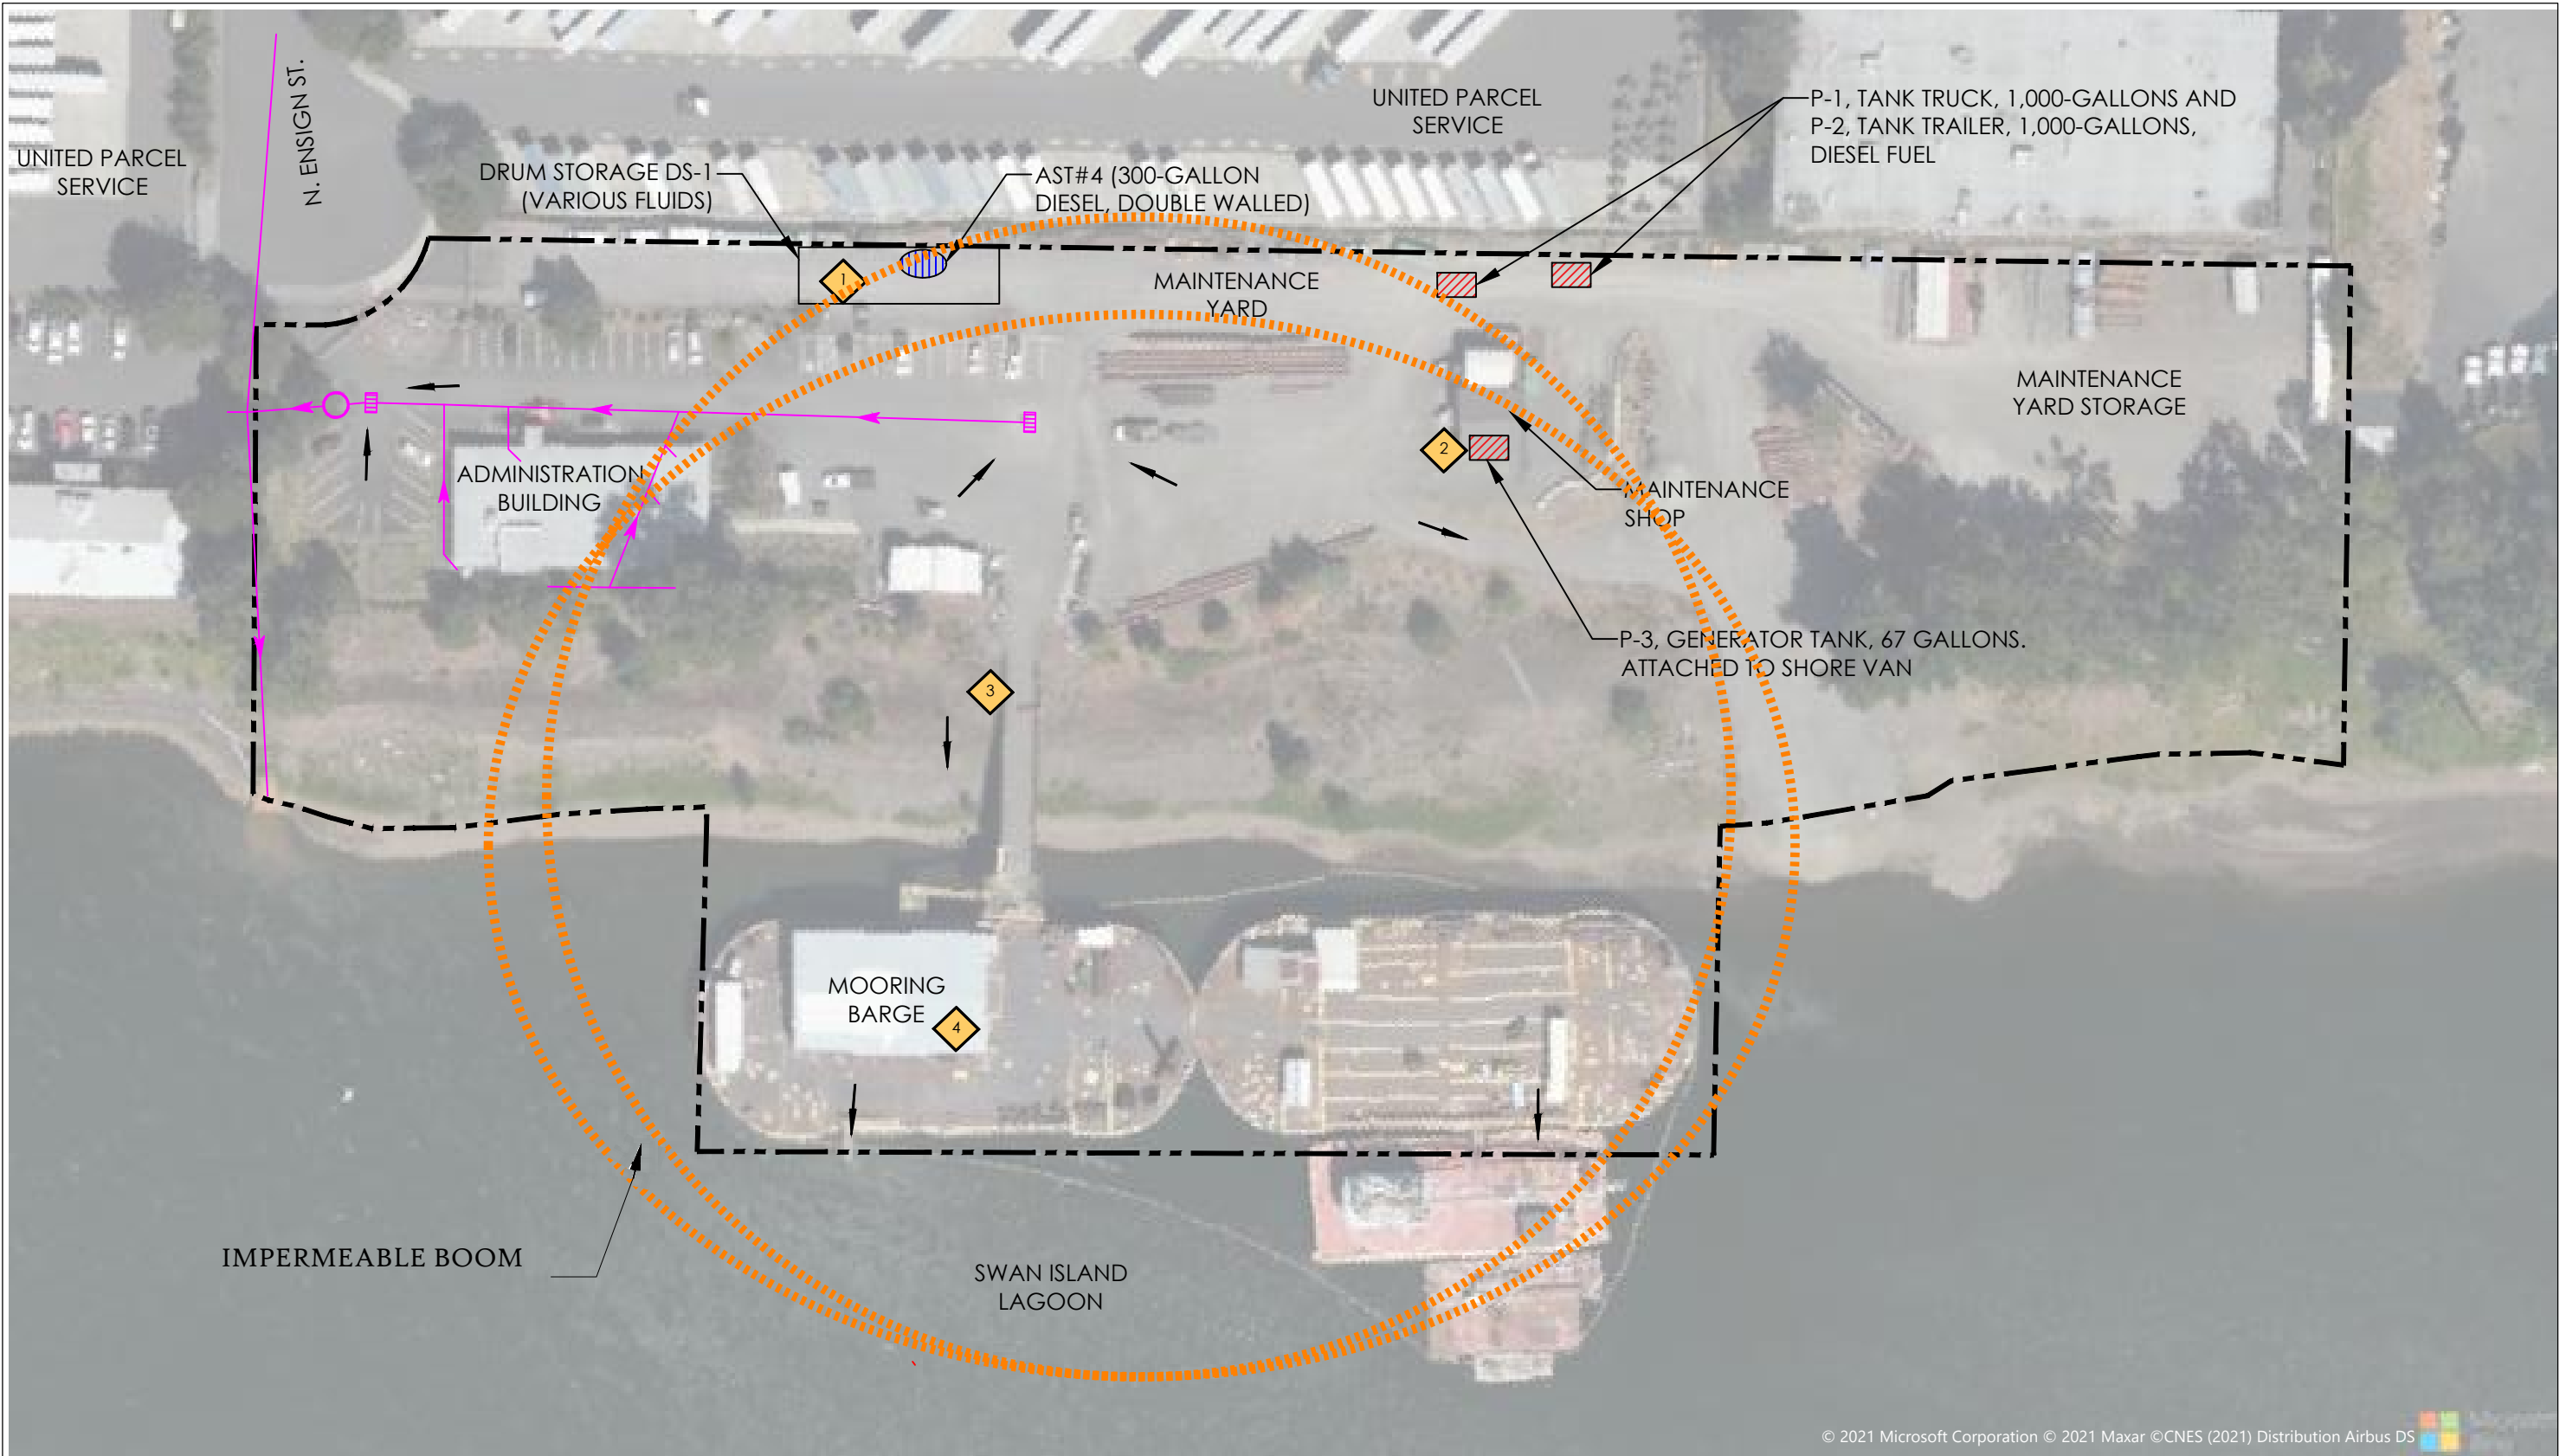 N. ENSIGN ST.
UNITED PARCEL
SERVICE
UNITED PARCEL
SERVICE
P-1, TANK TRUCK, 1,000-GALLONS AND
P-2, TANK TRAILER, 1,000-GALLONS,
DIESEL FUEL
DRUM STORAGE DS-1
(VARIOUS FLUIDS)
AST#4 (300-GALLON
DIESEL, DOUBLE WALLED)
1
MAINTENANCE
YARD
MAINTENANCE
YARD STORAGE
ADMINISTRATION
BUILDING
2
MAINTENANCE
SHOP
P-3, GENERATOR TANK, 67 GALLONS.
ATTACHED TO SHORE VAN
3
MOORING
BARGE
4
IMPERMEABLE BOOM
SWAN ISLAND
LAGOON
© 2021 Microsoft Corporation © 2021 Maxar ©CNES (2021) Distribution Airbus DS